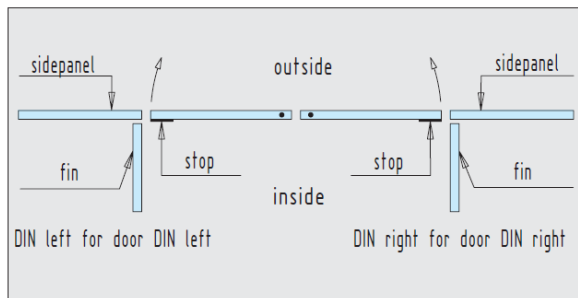 sidepanel
outside
sidepanel
stop
stop
fin
fin
inside
DIN left for door DIN left
DIN right for door DIN right